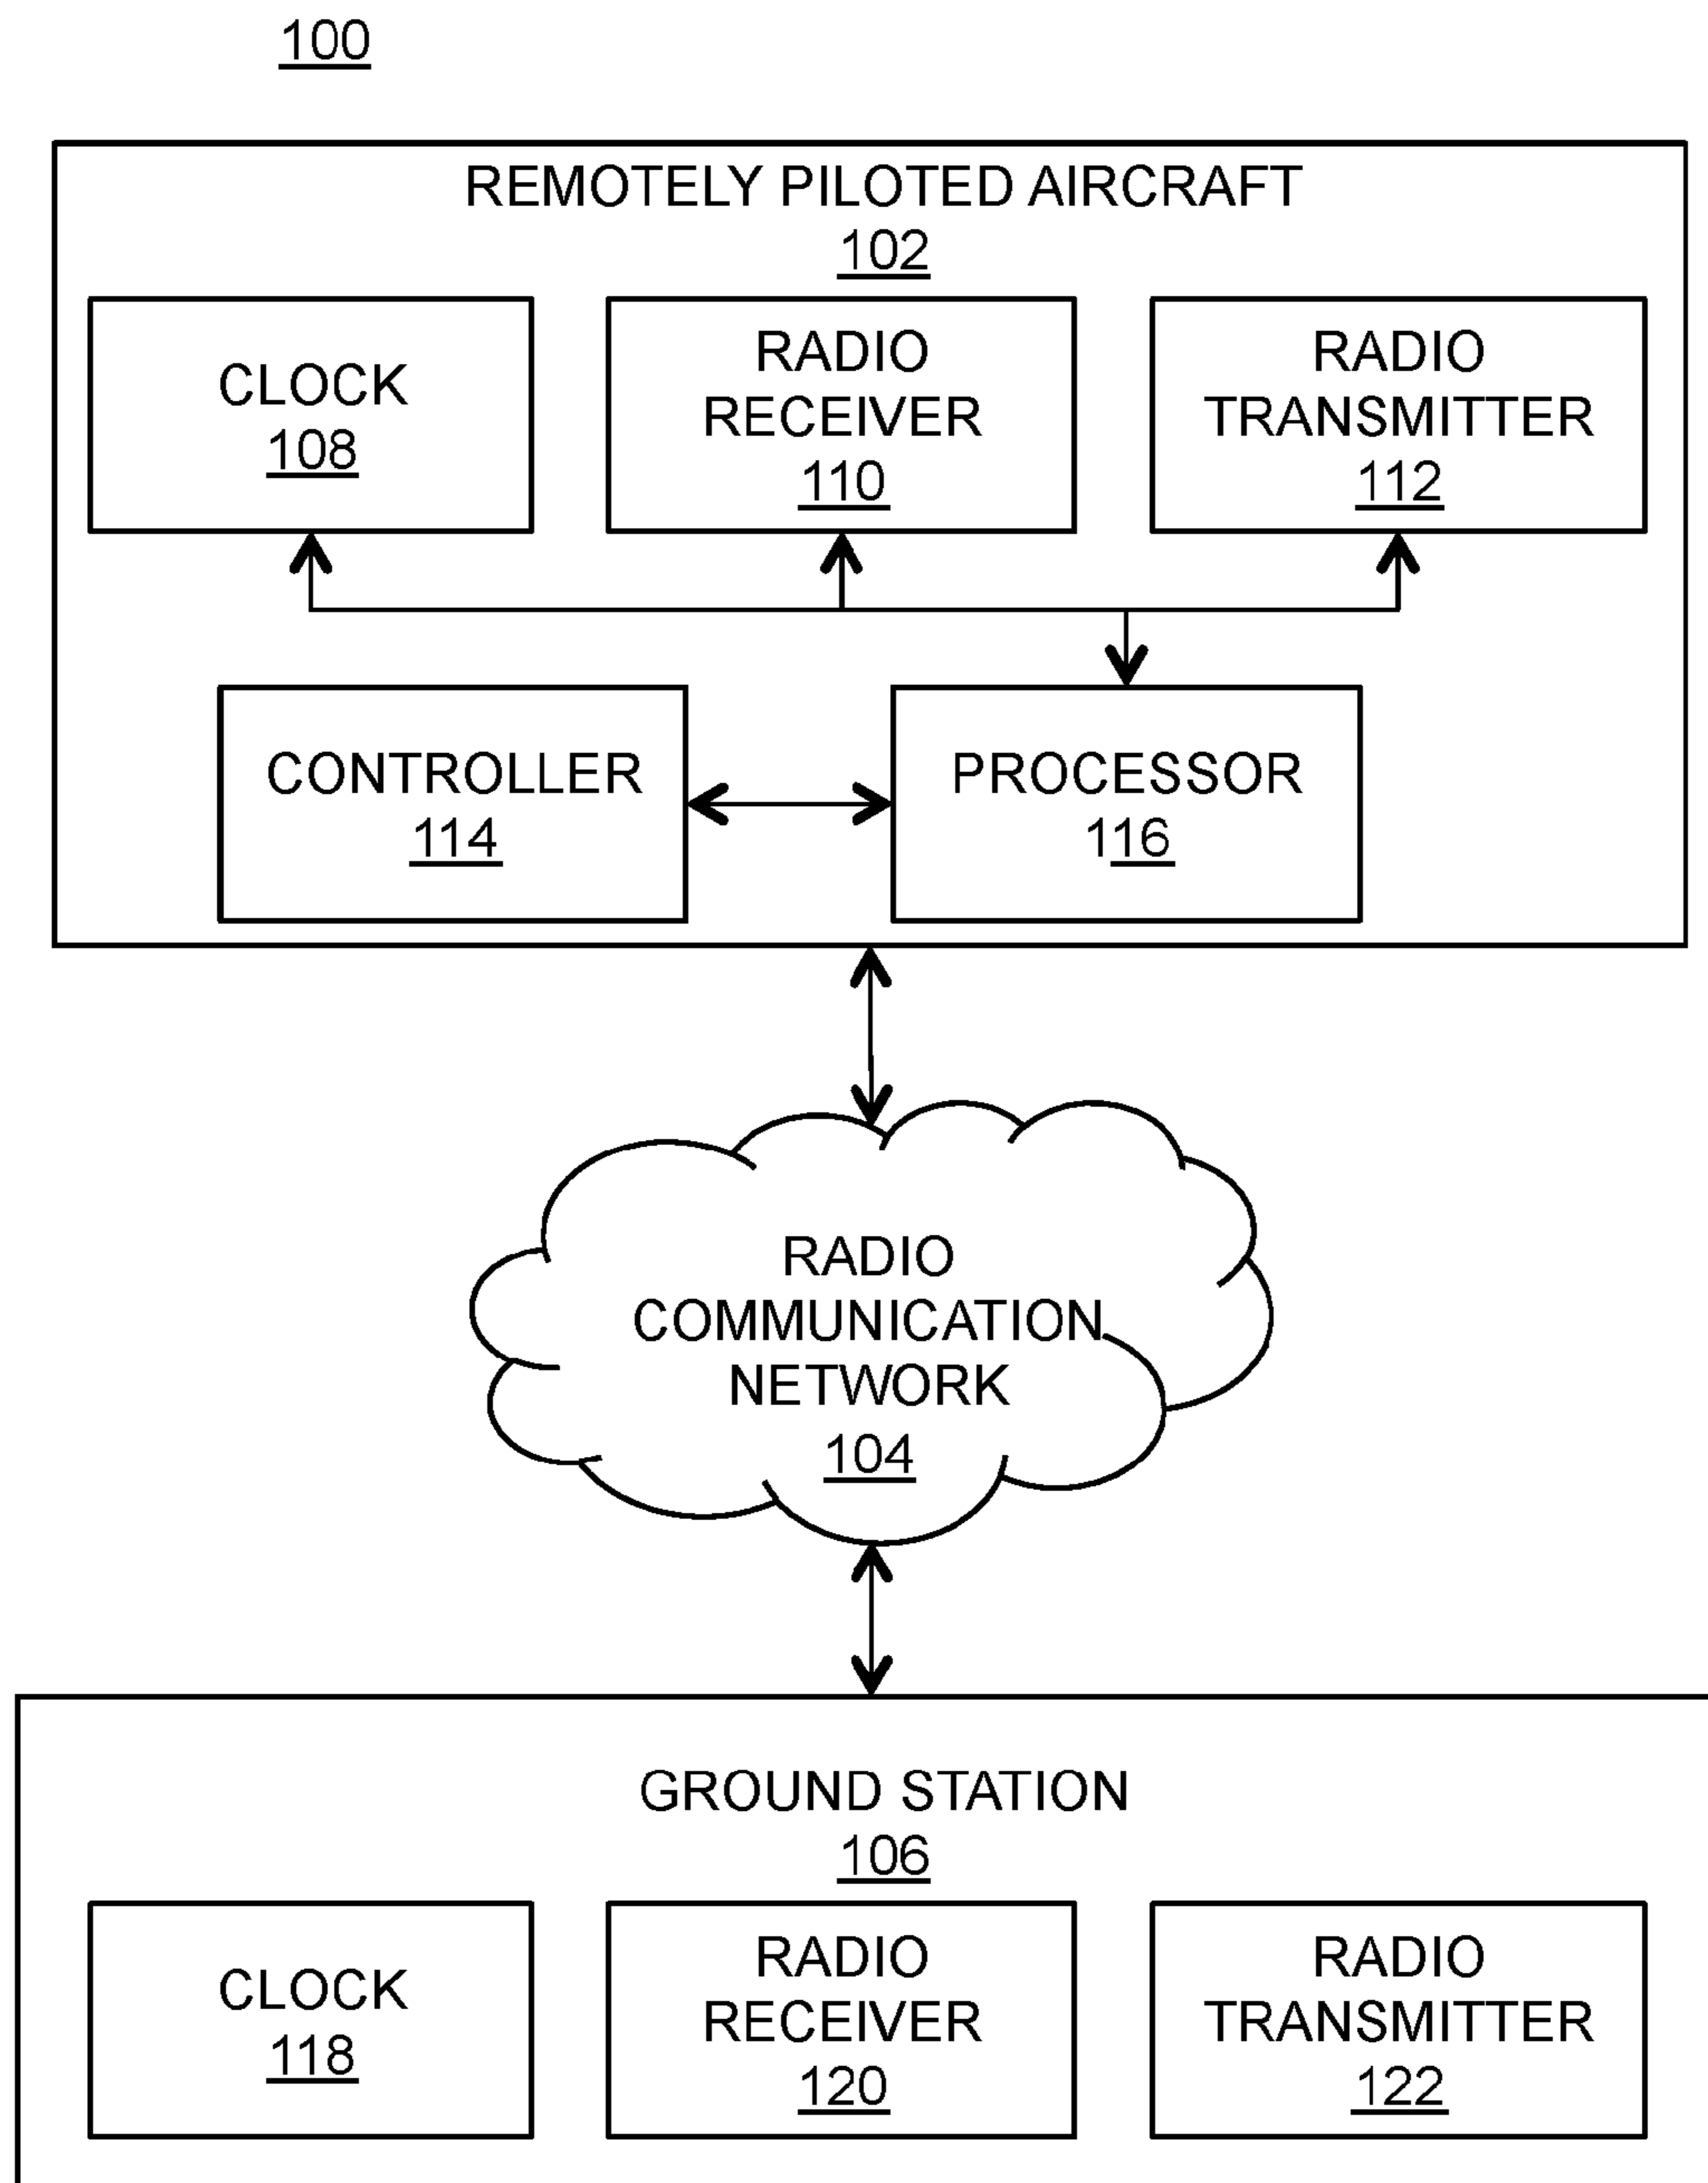 100
REMOTELY PILOTED AIRCRAFT
102
CLOCK
108
RADIO
RECEIVER
110
RADIO
TRANSMITTER
112
CONTROLLER
114
PROCESSOR
116
RADIO
COMMUNICATION
NETWORK
104
GROUND STATION
106
CLOCK
118
RADIO
RECEIVER
120
RADIO
TRANSMITTER
122